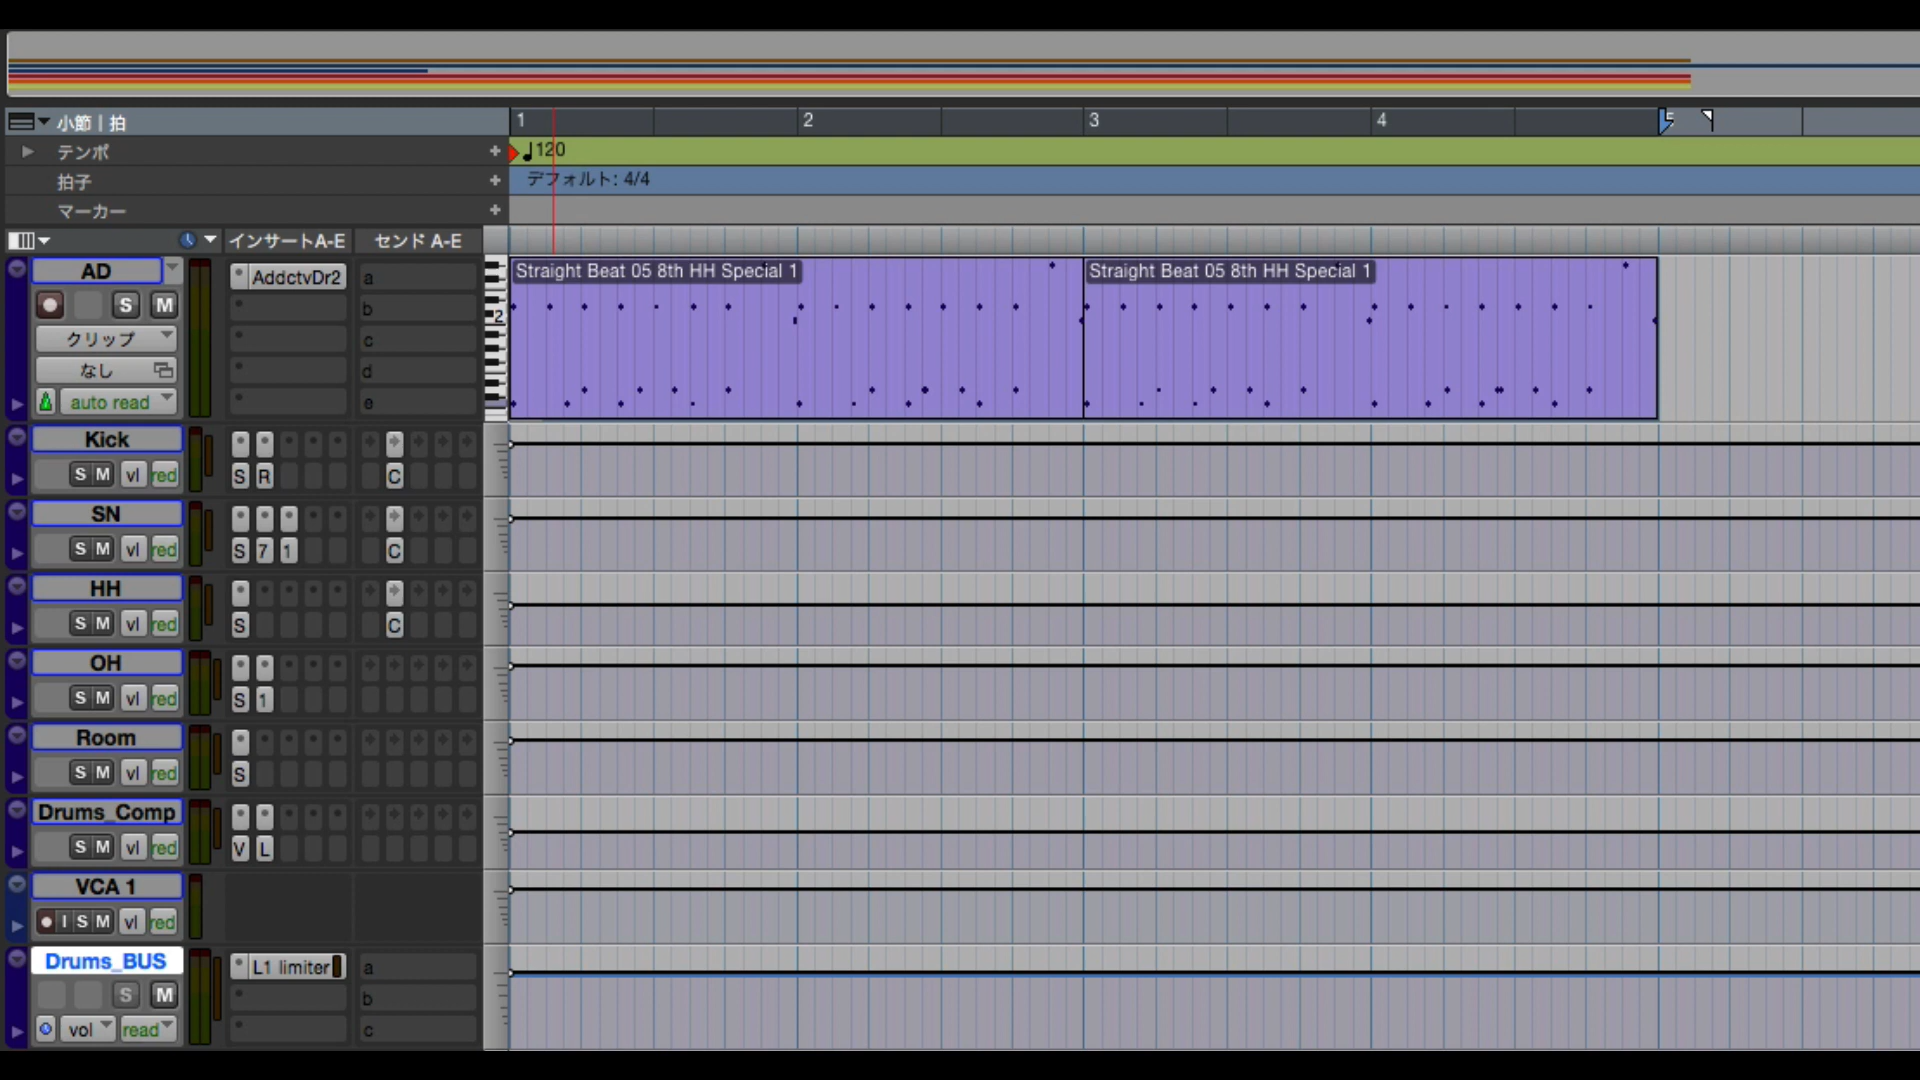 小節|拍 1 2 3 4 5
テンポ + ♩120
拍子 + デフォルト: 4/4
マーカー +
インサートA-E センド A-E
AD AddctvDr2 a Straight Beat 05 8th HH Special 1 Straight Beat 05 8th HH Special 1
S M b 2
クリップ c
なし d
auto read e
Kick
S M vl red S R C
SN
S M vl red S 7 1 C
HH
S M vl red S C
OH
S M vl red S 1
Room
S M vl red S
Drums_Comp
S M vl red V L
VCA 1
I S M vl red
Drums_BUS L1 limiter a
S M b
vol read c